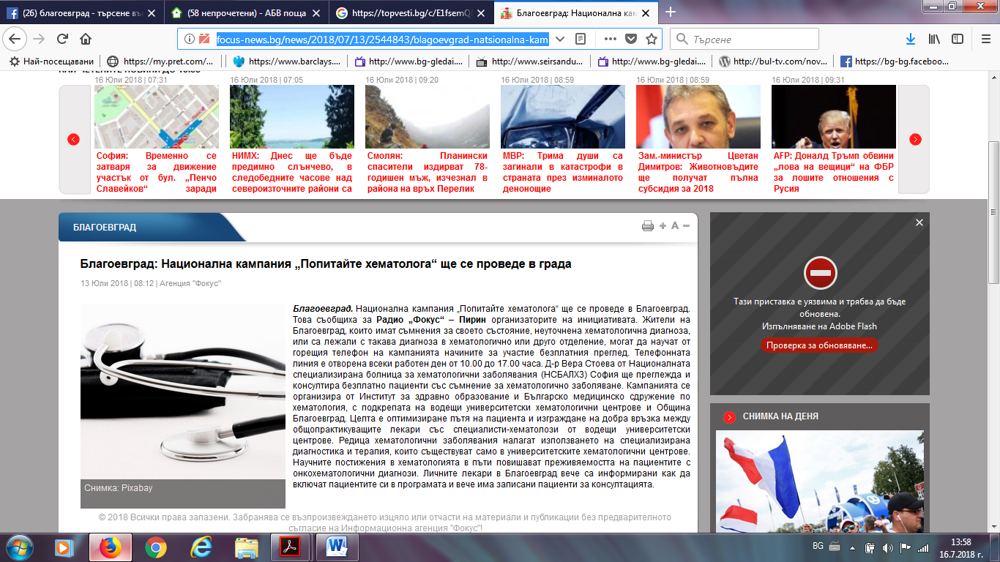 (26) благоевград - търсене въ
(58 непрочетени) - АБВ поща
https://topvesti.bg/c/E1fsemQ
Благоевград: Национална кам
focus-news.bg/news/2018/07/13/2544843/blagoevgrad-natsionalna-kam
Търсене
Най-посещавани
https://my.pret.com/...
https://www.barclays....
http://www.bg-gledai....
http://www.seirsandu...
http://www.bg-gledai....
http://bul-tv.com/nov...
https://bg-bg.faceboo...
16 Юли 2018 | 07:31
16 Юли 2018 | 07:05
16 Юли 2018 | 09:20
16 Юли 2018 | 08:59
16 Юли 2018 | 08:59
16 Юли 2018 | 09:31
София: Временно се
затваря за движение
участък от бул. „Пенчо
Славейков“ заради
НИМХ: Днес ще бъде
предимно слънчево, в
следобедните часове над
североизточните райони са
Смолян: Планински
спасители издирват 78-
годишен мъж, изчезнал в
района на връх Перелик
МВР: Трима души са
загинали в катастрофи в
страната през изминалото
денонощие
Зам.-министър Цветан
Димитров: Животновъдите
ще получат пълна
субсидия за 2018
AFP: Доналд Тръмп обвини
„лова на вещици“ на ФБР
за лошите отношения с
Русия
БЛАГОЕВГРАД
A
Благоевград: Национална кампания „Попитайте хематолога“ ще се проведе в града
13 Юли 2018 | 08:12 | Агенция "Фокус"
Благоевград. Национална кампания „Попитайте хематолога“ ще се проведе в Благоевград.
Това съобщиха за Радио „Фокус“ – Пирин организаторите на инициативата. Жители на
Благоевград, които имат съмнения за своето състояние, неуточнена хематологична диагноза,
или са лежали с такава диагноза в хематологично или друго отделение, могат да научат от
горещия телефон на кампанията начините за участие безплатния преглед. Телефонната
линия е отворена всеки работен ден от 10.00 до 17.00 часа. Д-р Вера Стоева от Националната
специализирана болница за хематологични заболявания (НСБАЛХЗ) София ще преглежда и
консултира безплатно пациенти със съмнение за хематологично заболяване. Кампанията се
организира от Институт за здравно образование и Българско медицинско сдружение по
хематология, с подкрепата на водещи университетски хематологични центрове и Община
Благоевград. Целта е оптимизиране пътя на пациента и изграждане на добра връзка между
общопрактикуващите лекари със специалисти-хематолози от водещи университетски
центрове. Редица хематологични заболявания налагат използването на специализирана
диагностика и терапия, които съществуват само в университетските хематологични центрове.
Научните постижения в хематологията в пъти повишават преживяемостта на пациентите с
онкохематологични диагнози. Личните лекари в Благоевград вече са информирани как да
включат пациентите си в програмата и вече има записани пациенти за консултацията.
Снимка: Pixabay
© 2018 Всички права запазени. Забранява се възпроизвеждането изцяло или отчасти на материали и публикации без предварителното
съгласие на Информационна агенция "Фокус"!
Тази приставка е уязвима и трябва да бъде
обновена.
Изпълняване на Adobe Flash
Проверка за обновяване...
СНИМКА НА ДЕНЯ
BG
13:58
16.7.2018 г.